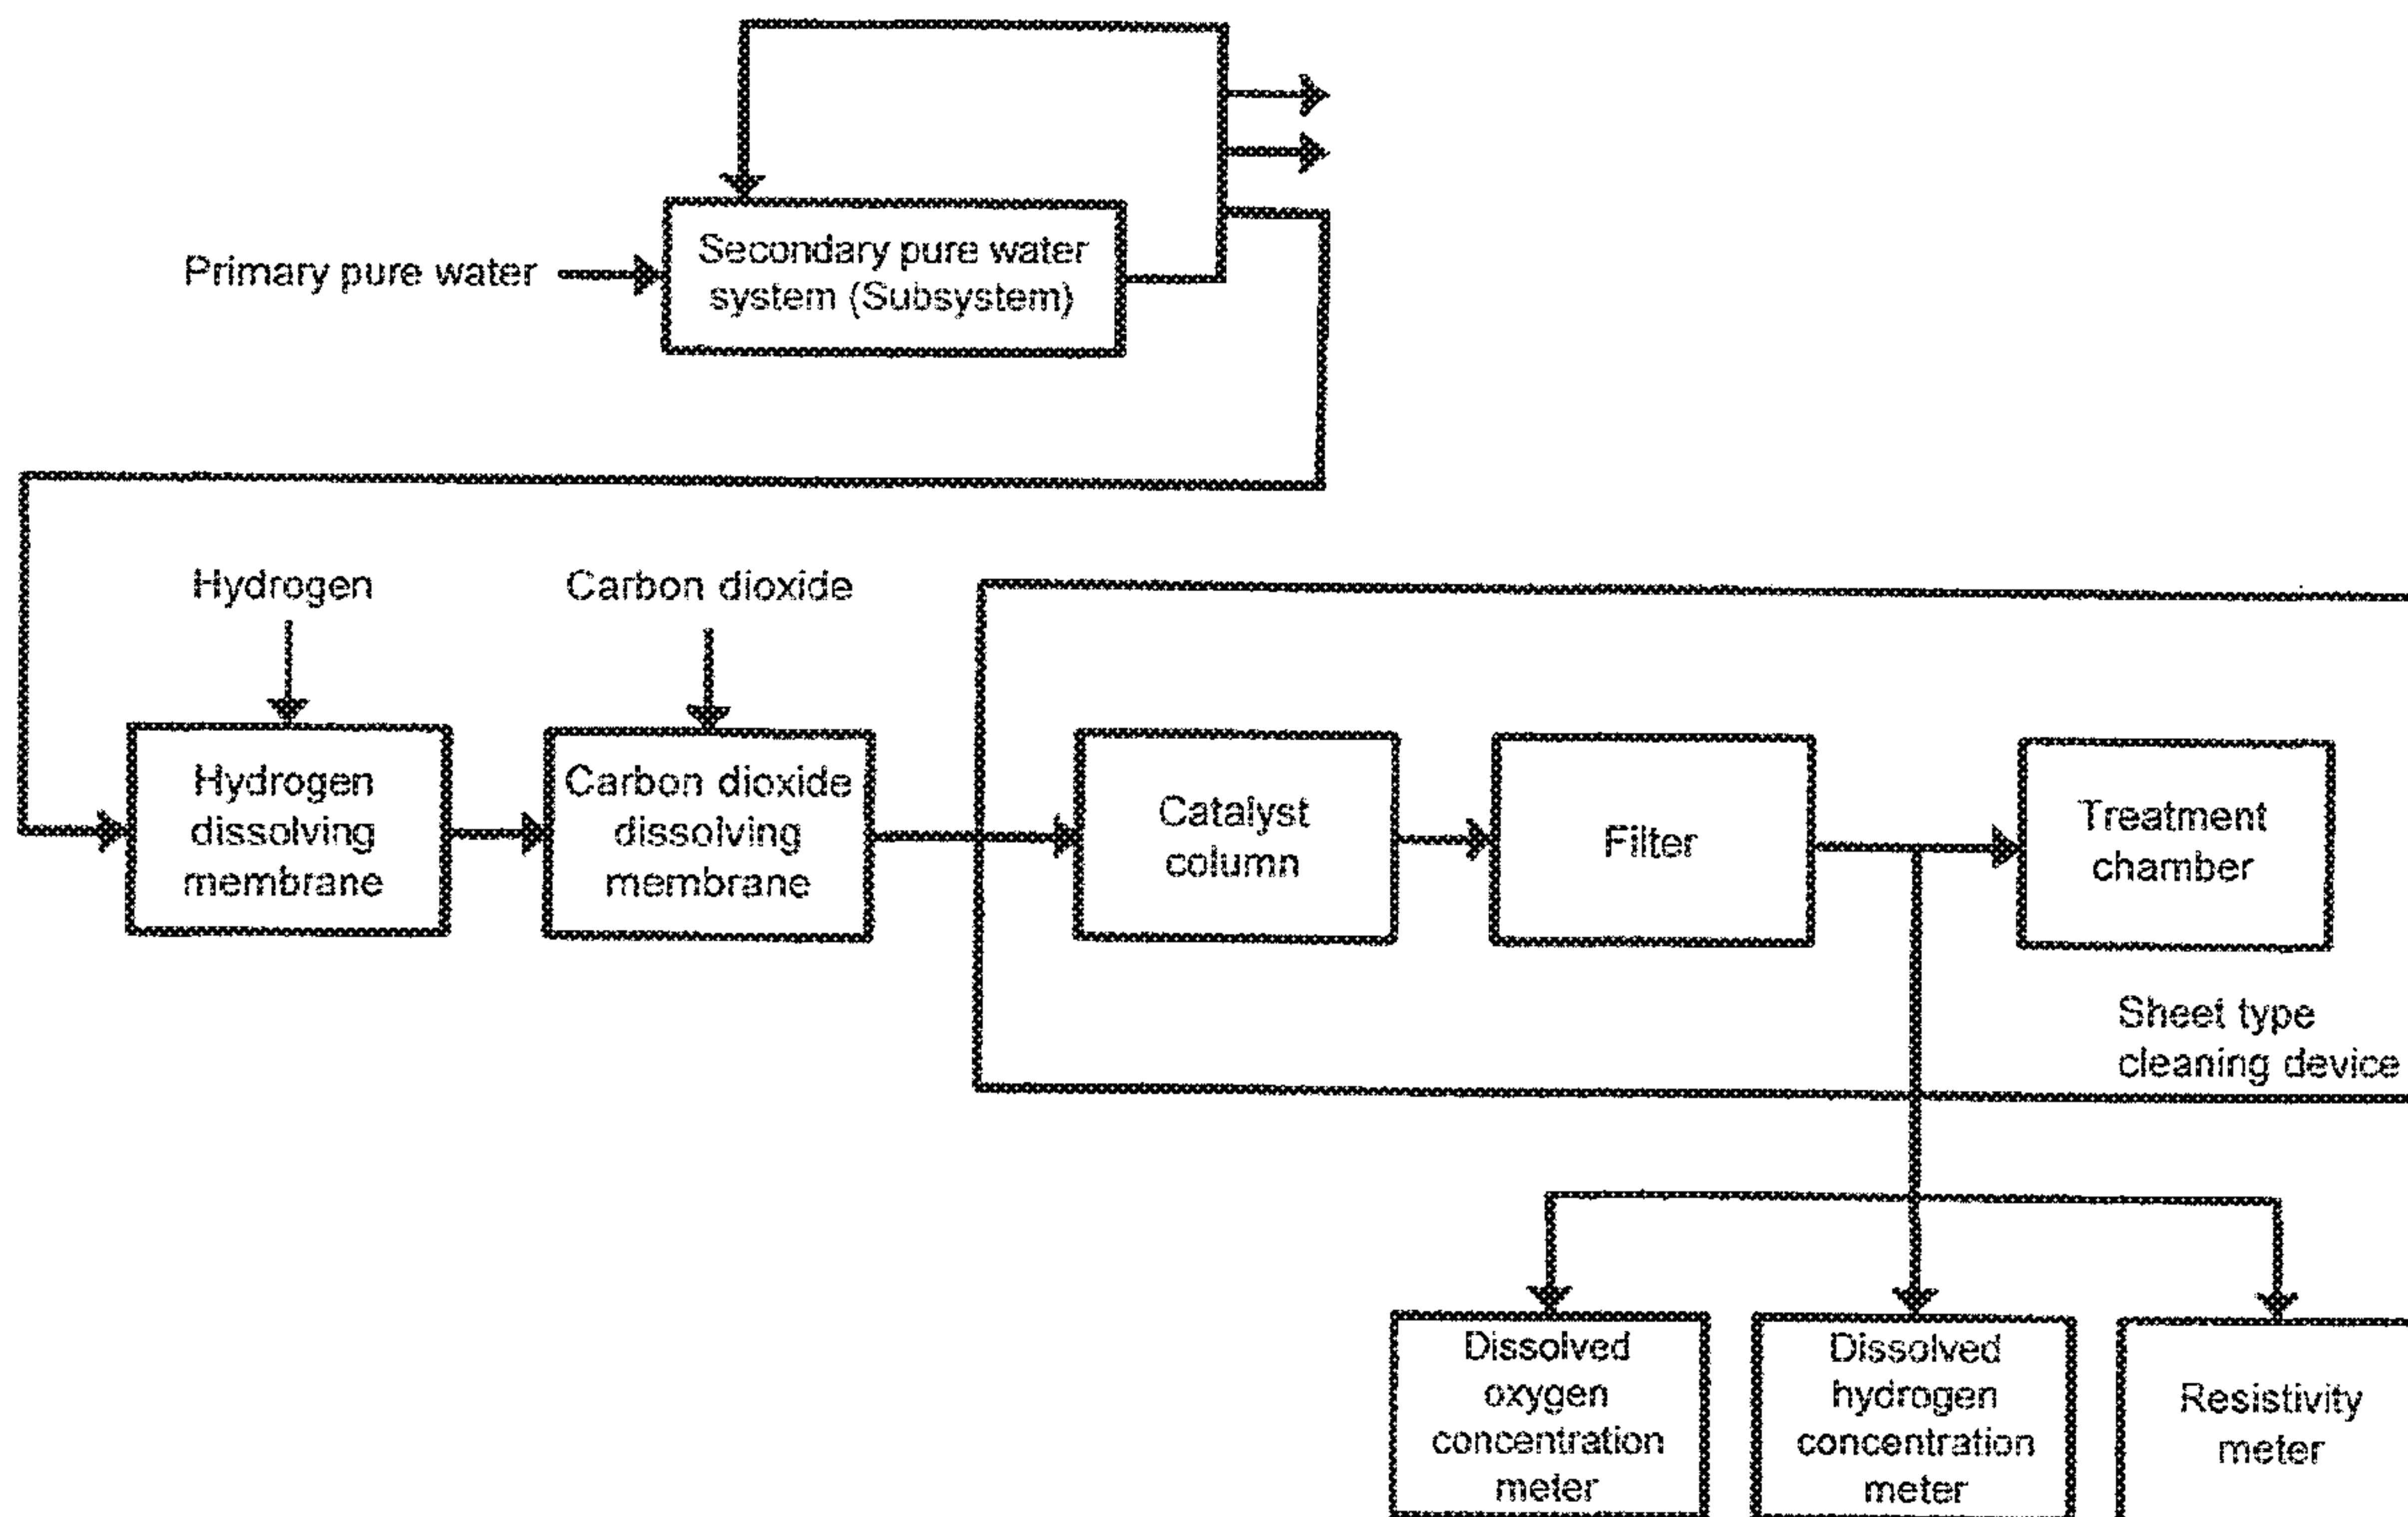 Primary pure water
Secondary pure water
system (Subsystem)
Hydrogen
Carbon dioxide
Hydrogen
dissolving
membrane
Carbon dioxide
dissolving
membrane
Catalyst
column
Filter
Treatment
chamber
Sheet type
cleaning device
Dissolved
oxygen
concentration
meter
Dissolved
hydrogen
concentration
meter
Resistivity
meter